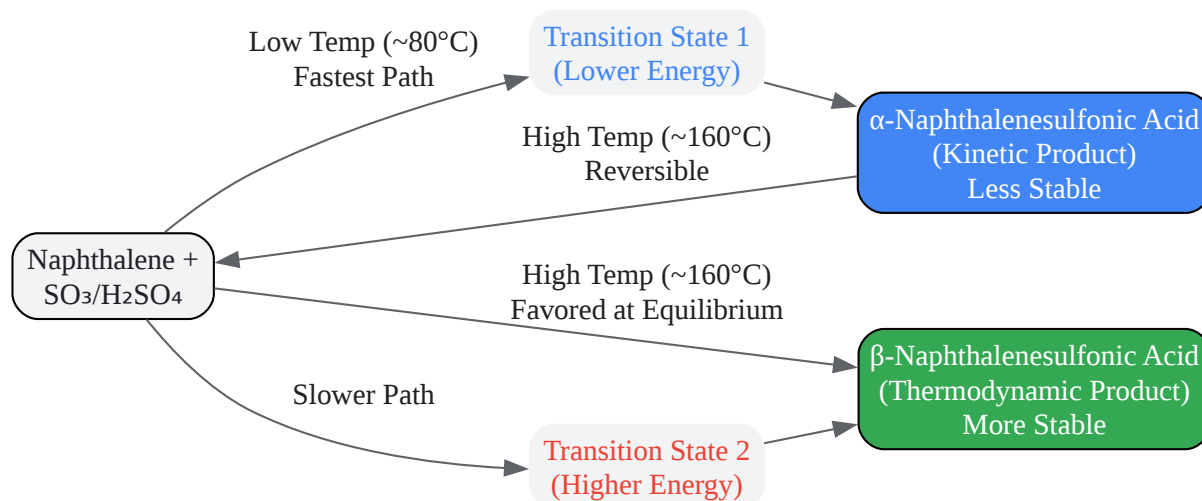 Low Temp (~80°C)
Fastest Path
Transition State 1
(Lower Energy)
α-Naphthalenesulfonic Acid
(Kinetic Product)
Less Stable
High Temp (~160°C)
Reversible
Naphthalene +
SO₃/H₂SO₄
High Temp (~160°C)
Favored at Equilibrium
β-Naphthalenesulfonic Acid
(Thermodynamic Product)
More Stable
Slower Path
Transition State 2
(Higher Energy)